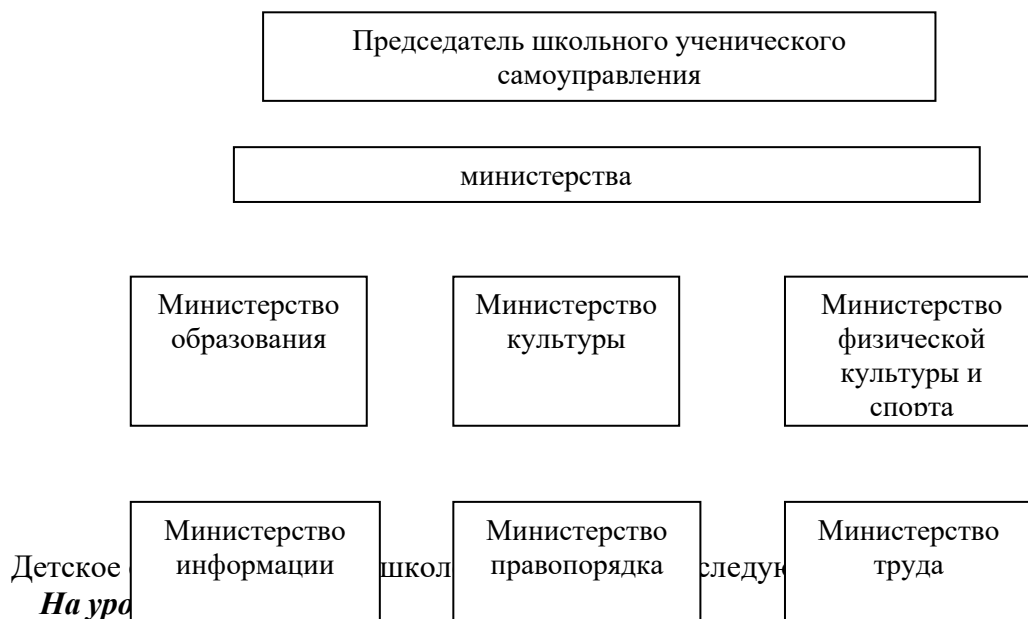 Председатель школьного ученического
самоуправления
министерства
Министерство
образования
Министерство
культуры
Министерство
физической
культуры и
спорта
Министерство
информации
Министерство
правопорядка
Министерство
труда
Детское школ следую
На уро